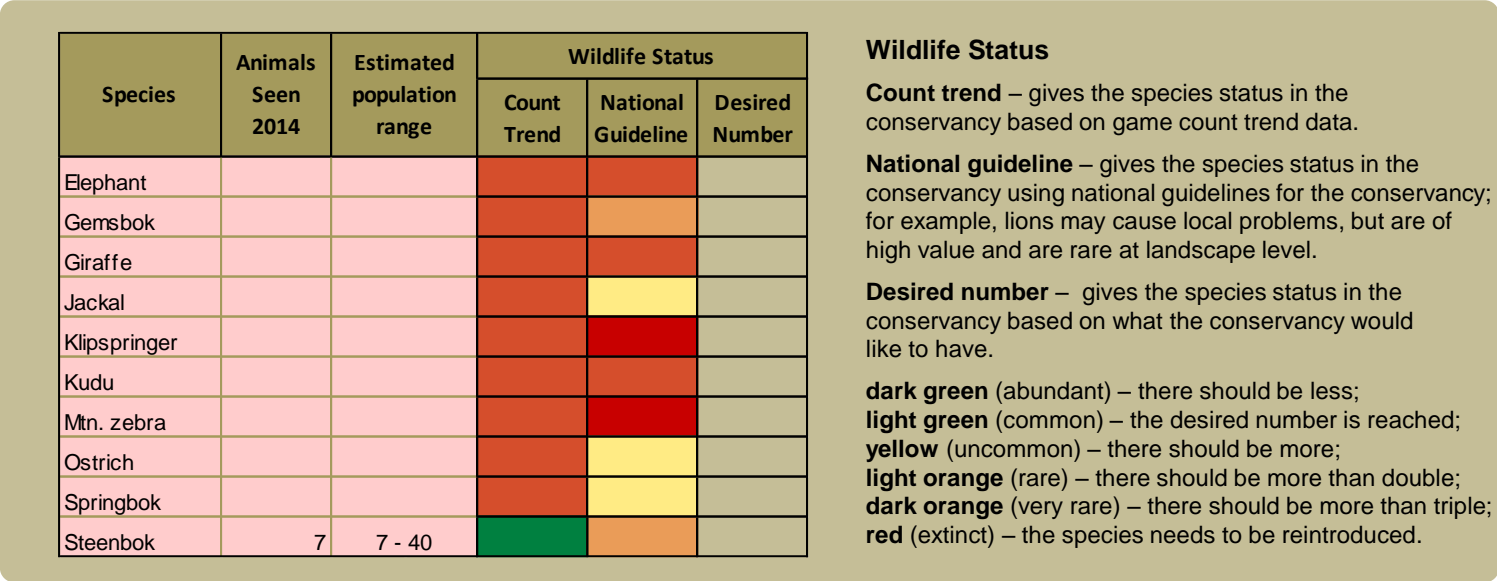 Species
Animals
Seen
2014
Estimated
population
range
Wildlife Status
Count
Trend
National
Guideline
Desired
Number
Elephant
Gemsbok
Giraffe
Jackal
Klipspringer
Kudu
Mtn. zebra
Ostrich
Springbok
Steenbok 7 7 - 40
Wildlife Status
Count trend – gives the species status in the
conservancy based on game count trend data.
National guideline – gives the species status in the
conservancy using national guidelines for the conservancy;
for example, lions may cause local problems, but are of
high value and are rare at landscape level.
Desired number – gives the species status in the
conservancy based on what the conservancy would
like to have.
dark green (abundant) – there should be less;
light green (common) – the desired number is reached;
yellow (uncommon) – there should be more;
light orange (rare) – there should be more than double;
dark orange (very rare) – there should be more than triple;
red (extinct) – the species needs to be reintroduced.